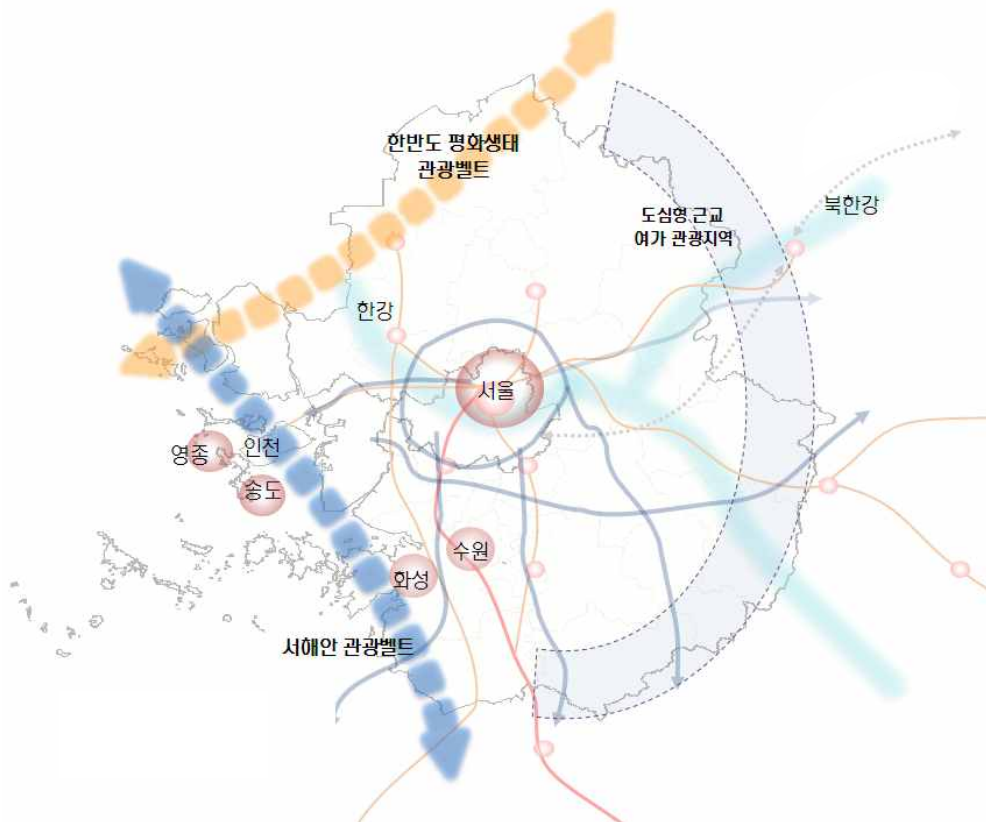 한반도 평화생태
관광벨트
도심형 근교
여가 관광지역
북한강
한강
서울
영종
인천
송도
수원
화성
서해안 관광벨트